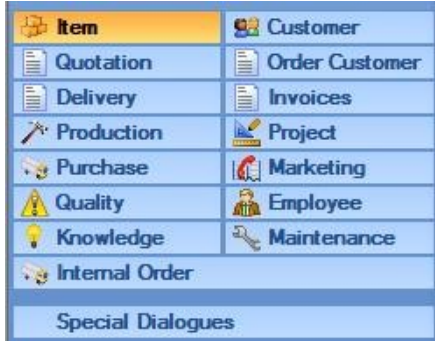 Item Customer
Quotation Order Customer
Delivery Invoices
Production Project
Purchase Marketing
Quality Employee
Knowledge Maintenance
Internal Order
Special Dialogues